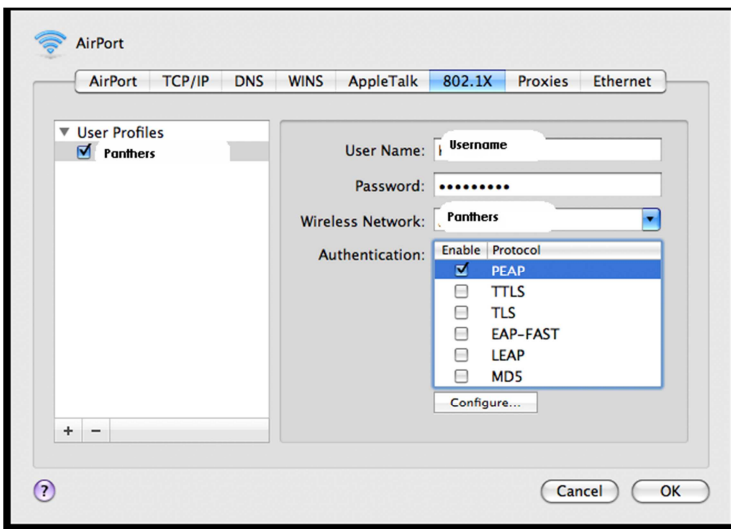 AirPort
AirPort TCP/IP DNS WINS AppleTalk 802.1X Proxies Ethernet
User Profiles
Panthers
User Name: Username
Password: •••••••••
Wireless Network: Panthers
Authentication:
Enable Protocol
PEAP
TTLS
TLS
EAP-FAST
LEAP
MD5
Configure...
+ −
? Cancel OK